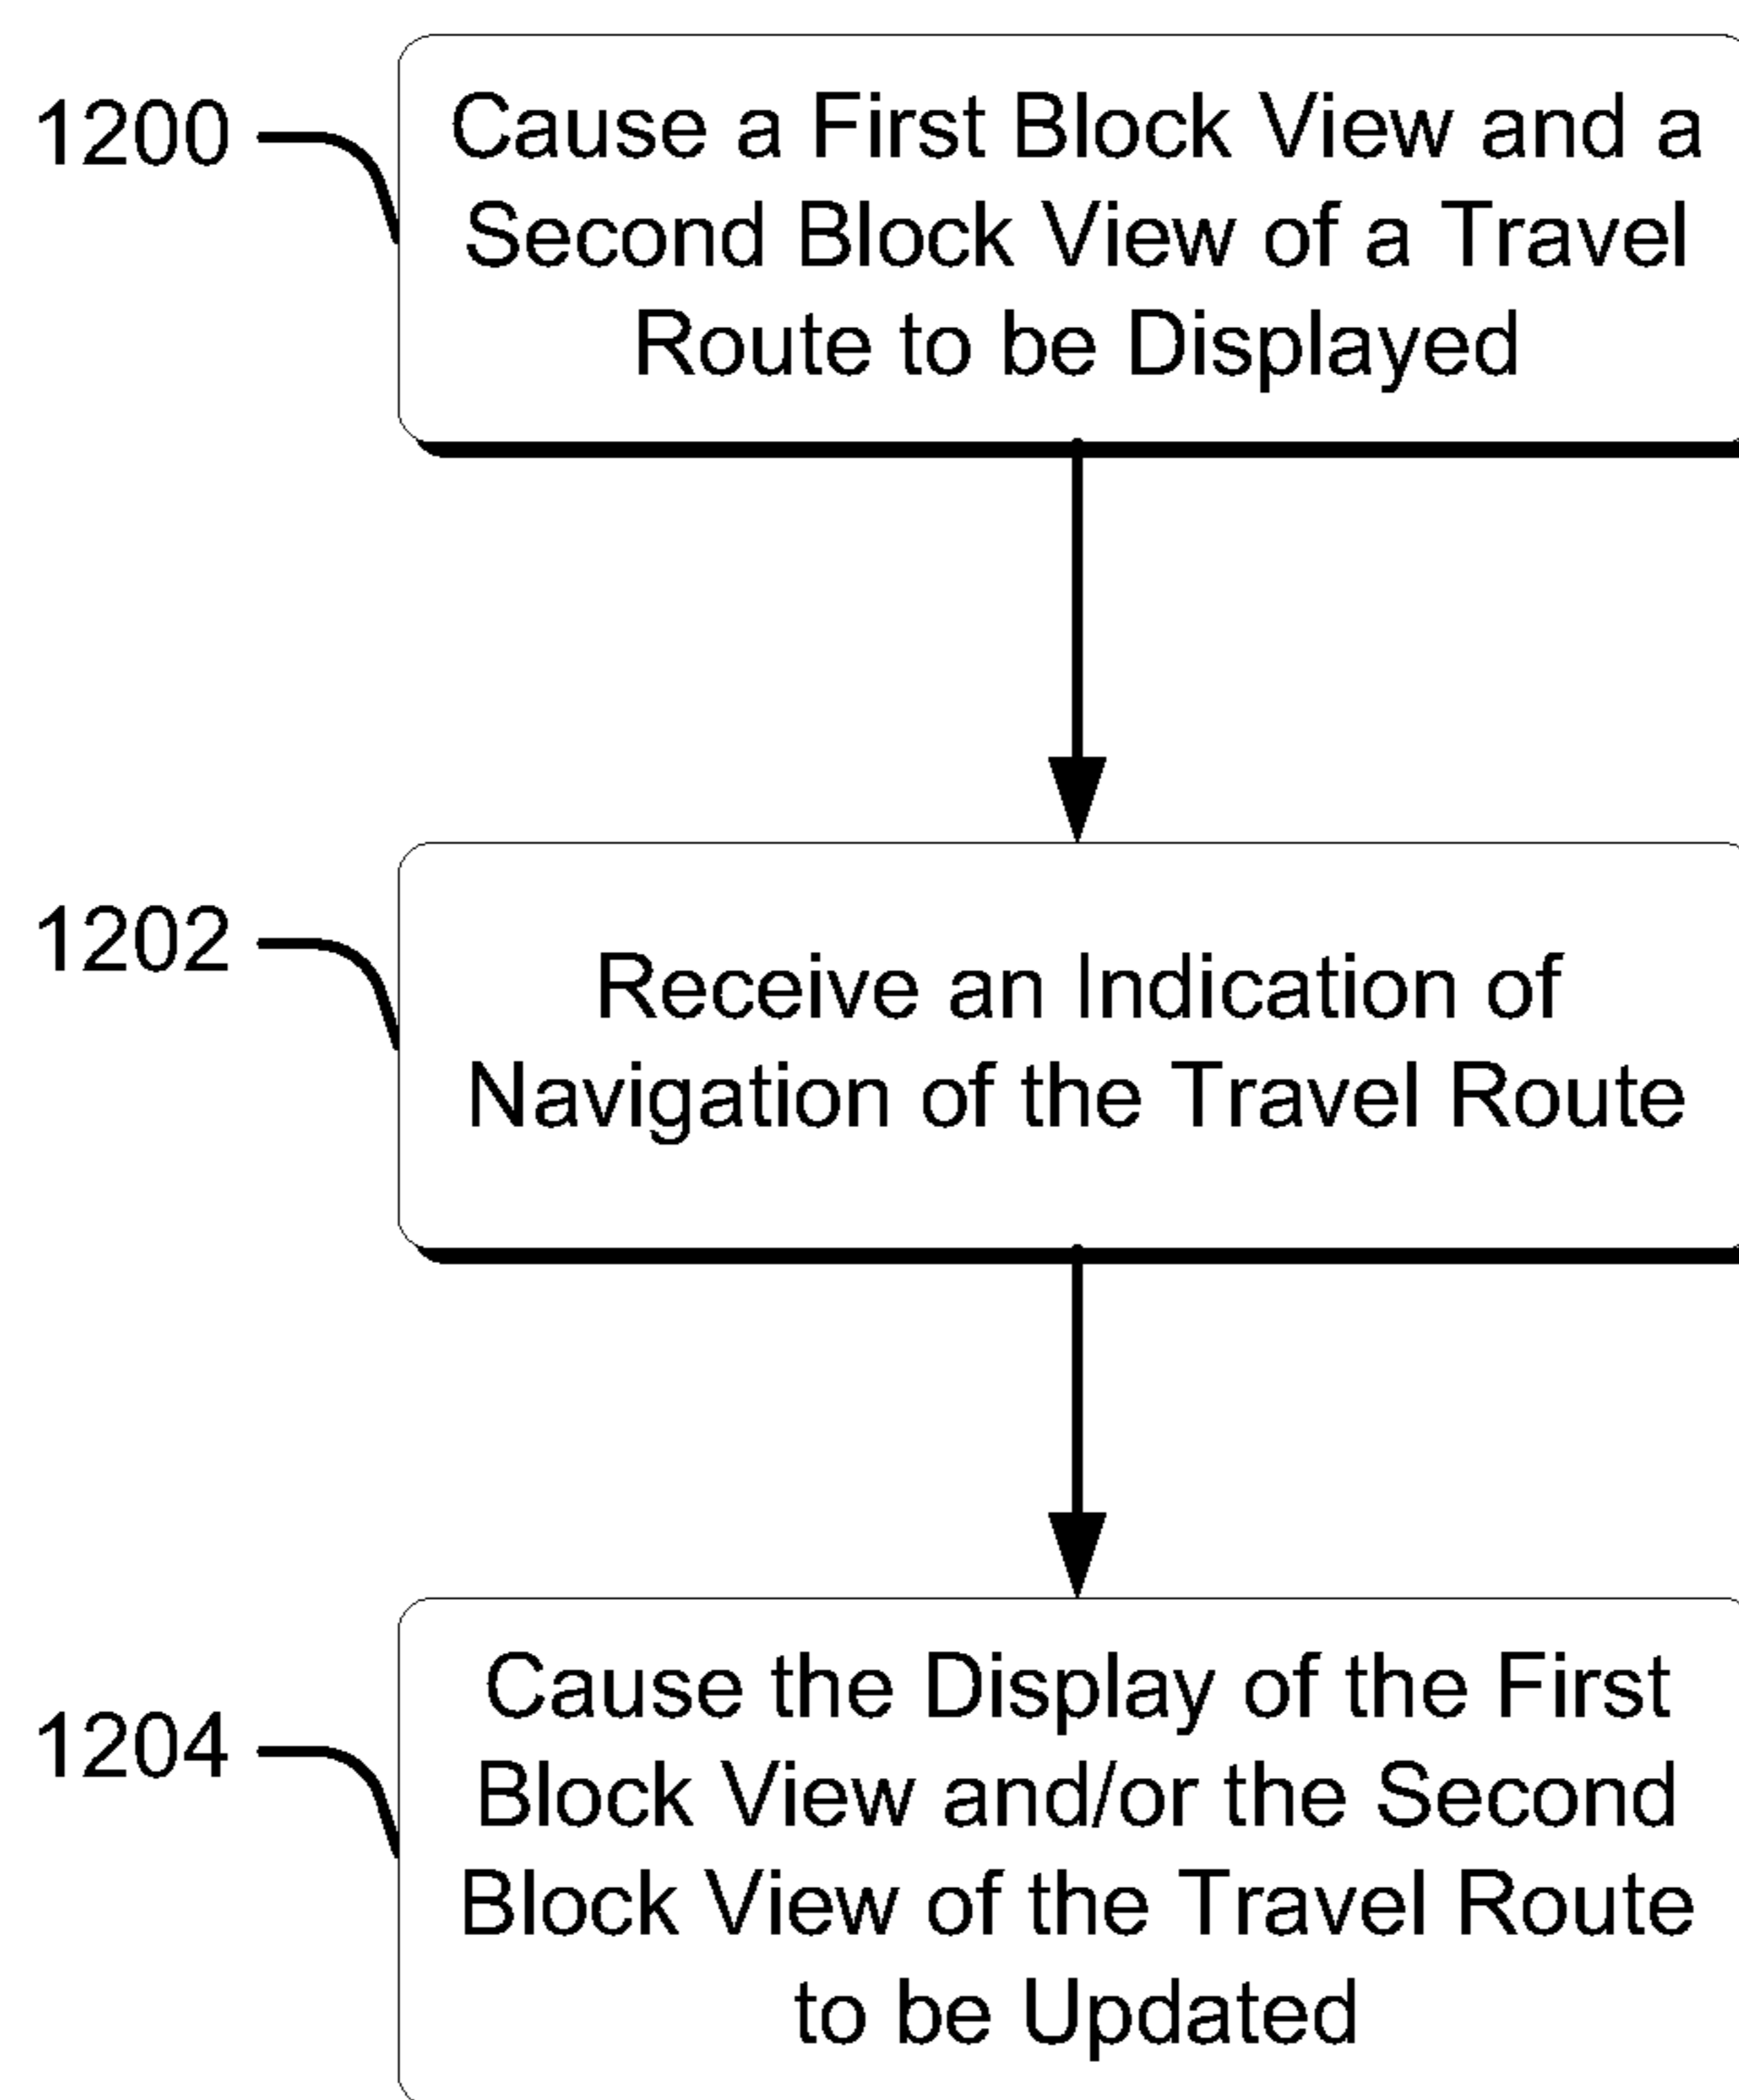 1200
Cause a First Block View and a
Second Block View of a Travel
Route to be Displayed
1202
Receive an Indication of
Navigation of the Travel Route
1204
Cause the Display of the First
Block View and/or the Second
Block View of the Travel Route
to be Updated